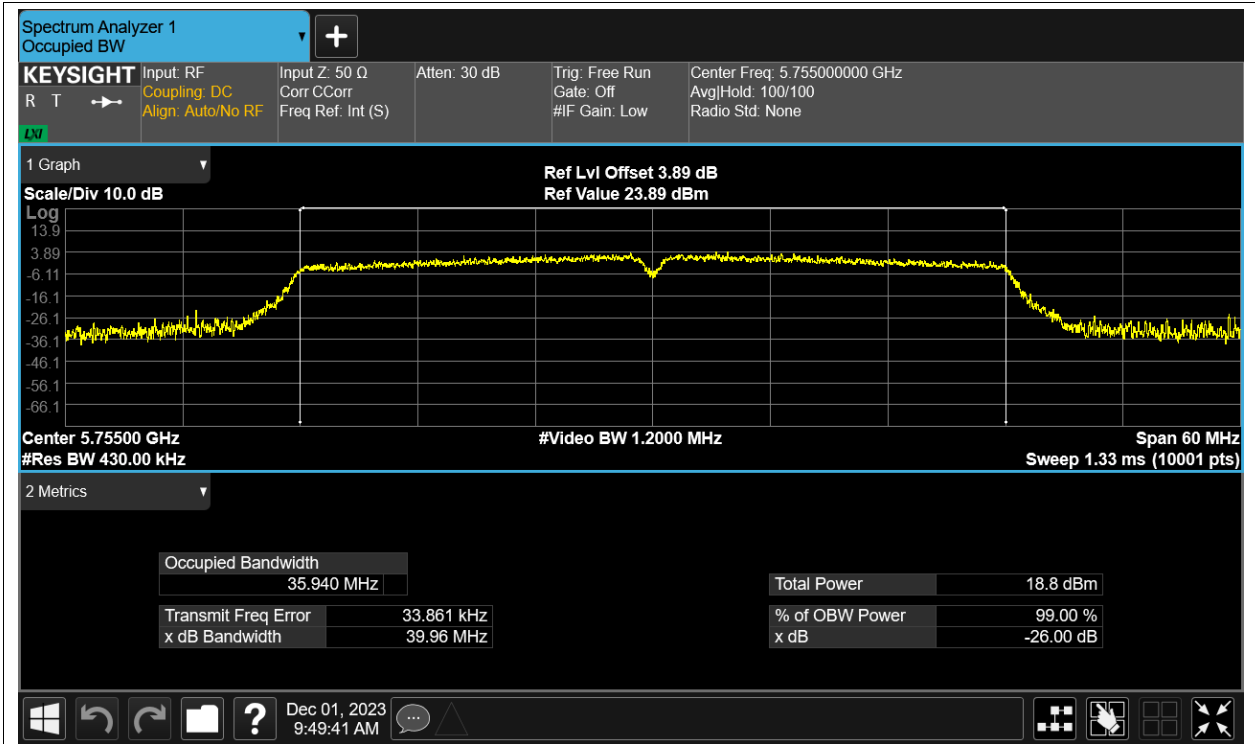 Spectrum Analyzer 1
Occupied BW
KEYSIGHT
R T
LXI
Input: RF
Coupling: DC
Align: Auto/No RF
Input Z: 50 Ω
Corr CCorr
Freq Ref: Int (S)
Atten: 30 dB
Trig: Free Run
Gate: Off
#IF Gain: Low
Center Freq: 5.755000000 GHz
Avg|Hold: 100/100
Radio Std: None
1 Graph
Scale/Div 10.0 dB
Ref Lvl Offset 3.89 dB
Ref Value 23.89 dBm
Log
13.9
3.89
-6.11
-16.1
-26.1
-36.1
-46.1
-56.1
-66.1
Center 5.75500 GHz
#Video BW 1.2000 MHz
Span 60 MHz
#Res BW 430.00 kHz
Sweep 1.33 ms (10001 pts)
2 Metrics
Occupied Bandwidth
35.940 MHz
Transmit Freq Error 33.861 kHz
x dB Bandwidth 39.96 MHz
Total Power 18.8 dBm
% of OBW Power 99.00 %
x dB -26.00 dB
?
Dec 01, 2023
9:49:41 AM